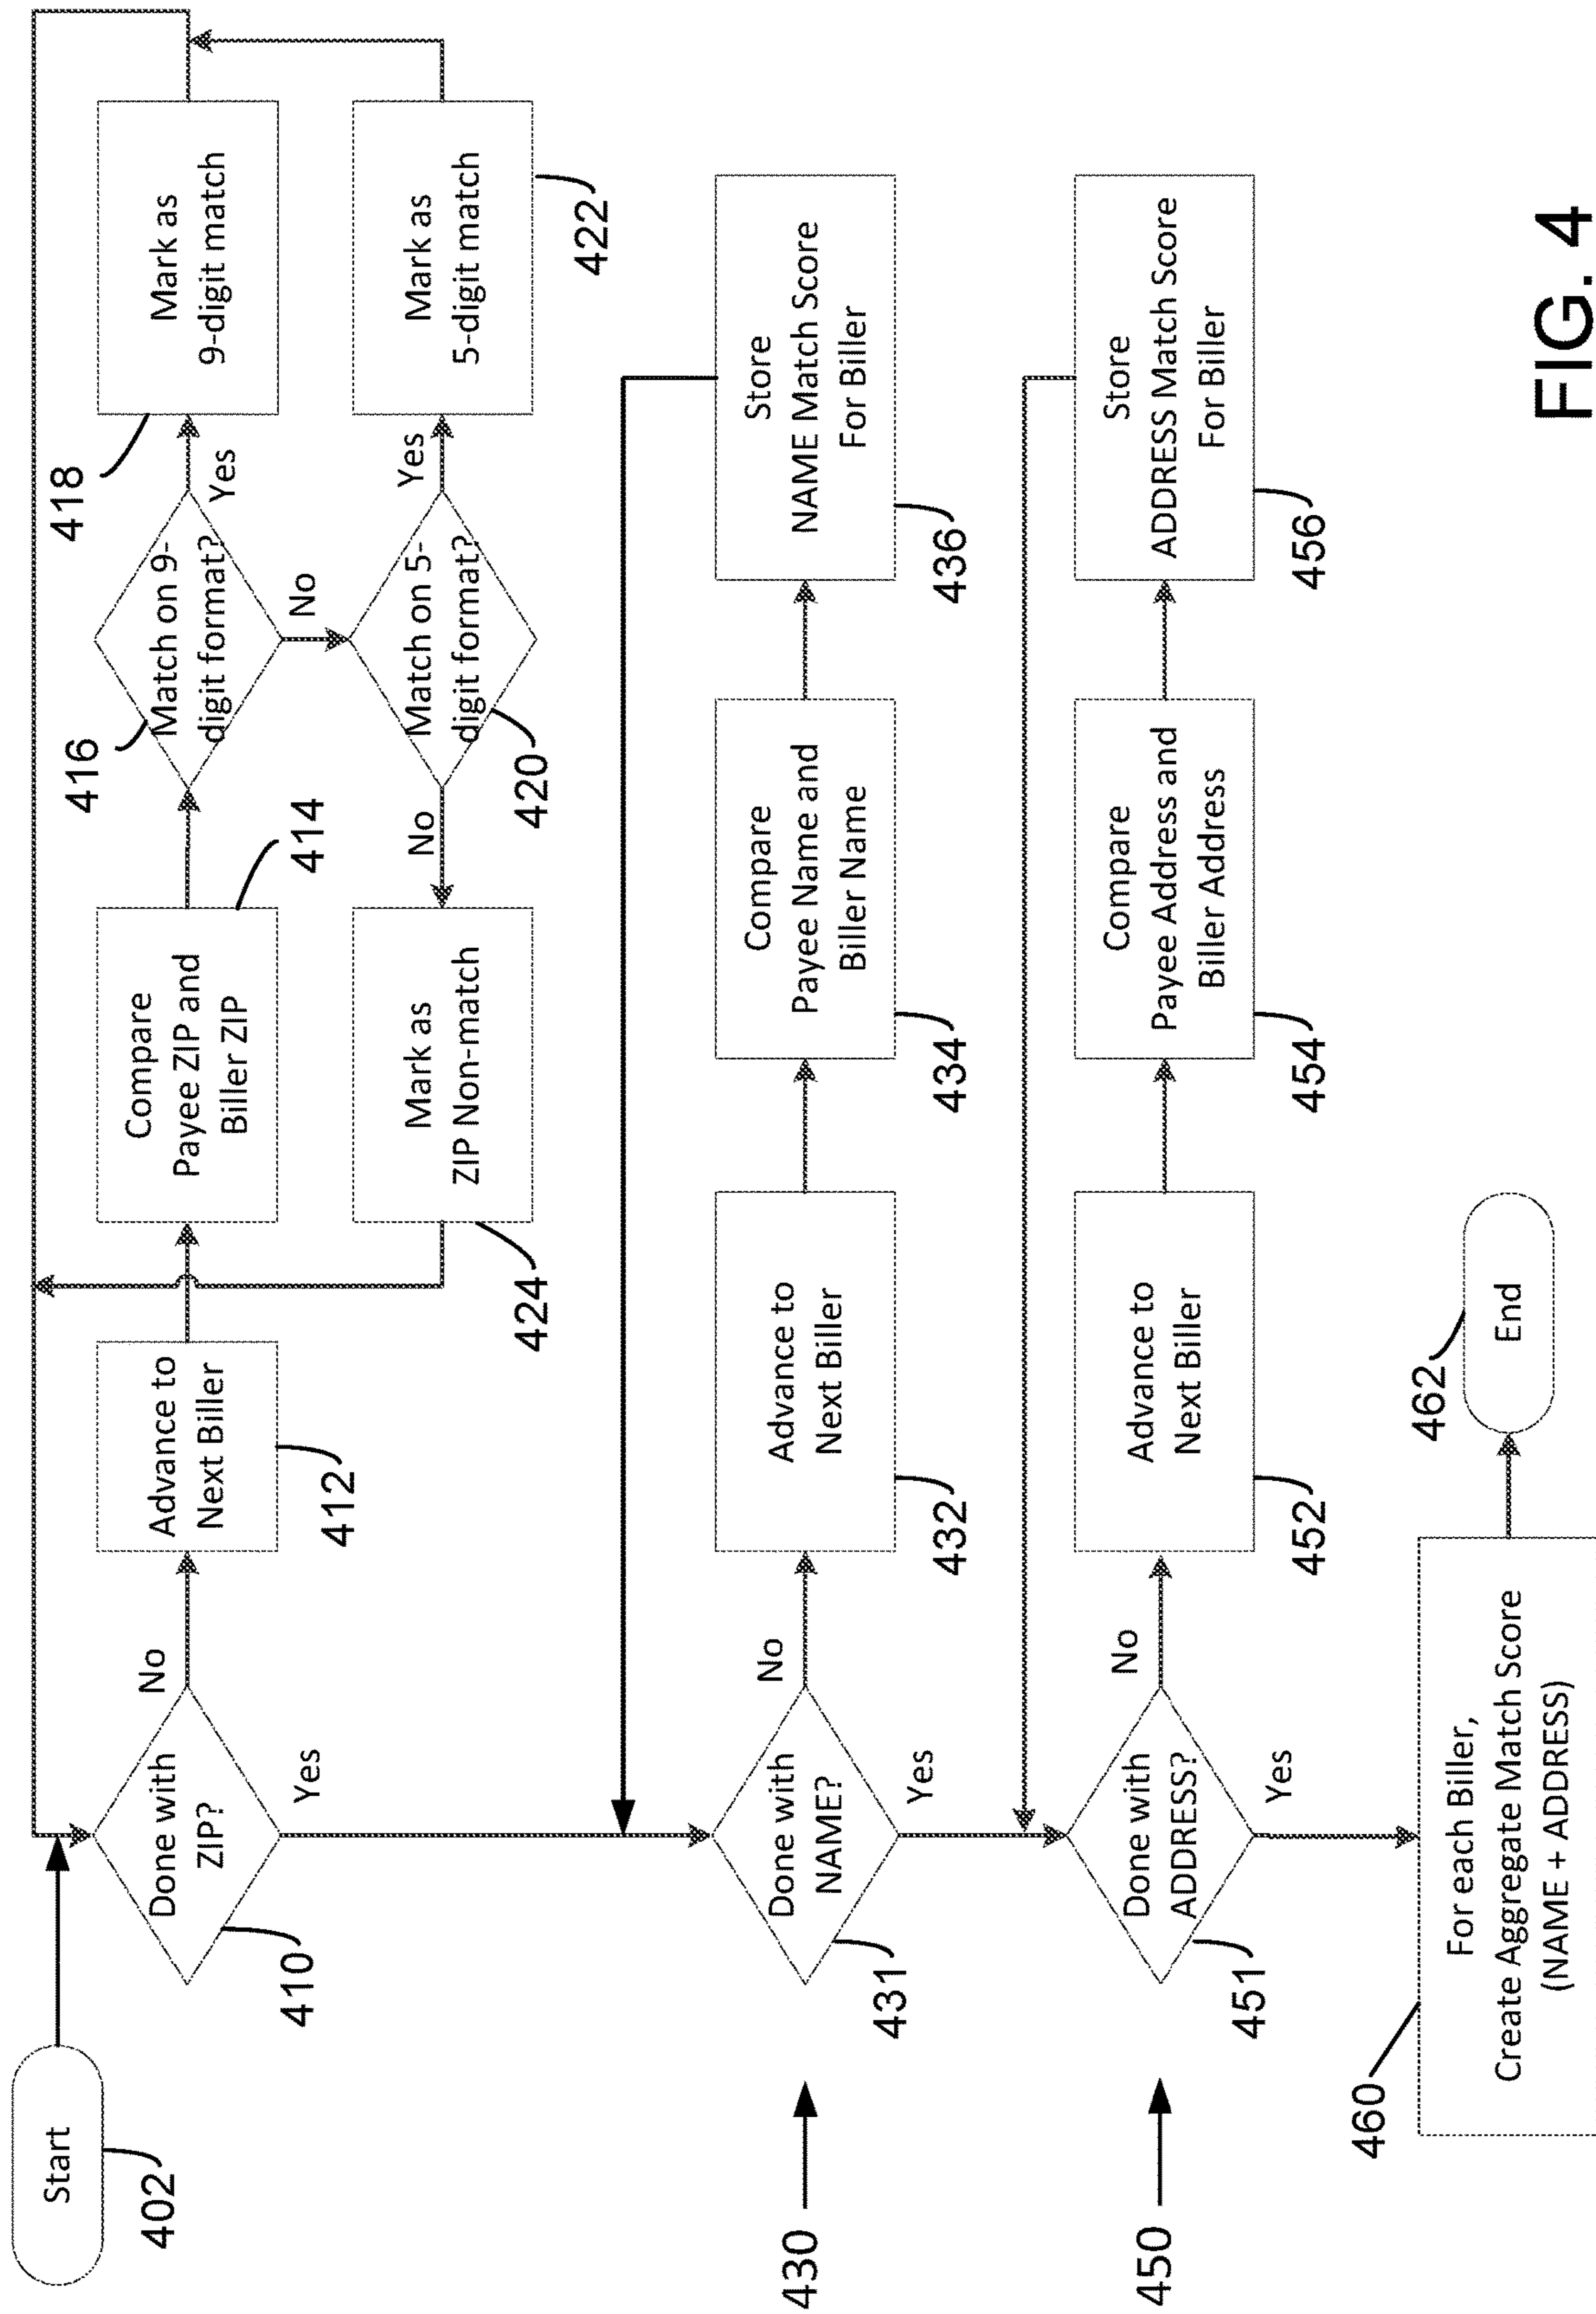 Start
402
Done with
ZIP?
410
No
Yes
Advance to
Next Biller
412
Compare
Payee ZIP and
Biller ZIP
414
Match on 9-
digit format?
416
Yes
No
Mark as
9-digit match
418
Match on 5-
digit format?
420
Yes
No
Mark as
5-digit match
422
Mark as
ZIP Non-match
424
430
Done with
NAME?
431
No
Yes
Advance to
Next Biller
432
Compare
Payee Name and
Biller Name
434
Store
NAME Match Score
For Biller
436
450
Done with
ADDRESS?
451
No
Yes
Advance to
Next Biller
452
Compare
Payee Address and
Biller Address
454
Store
ADDRESS Match Score
For Biller
456
For each Biller,
Create Aggregate Match Score
(NAME + ADDRESS)
460
End
462
FIG. 4